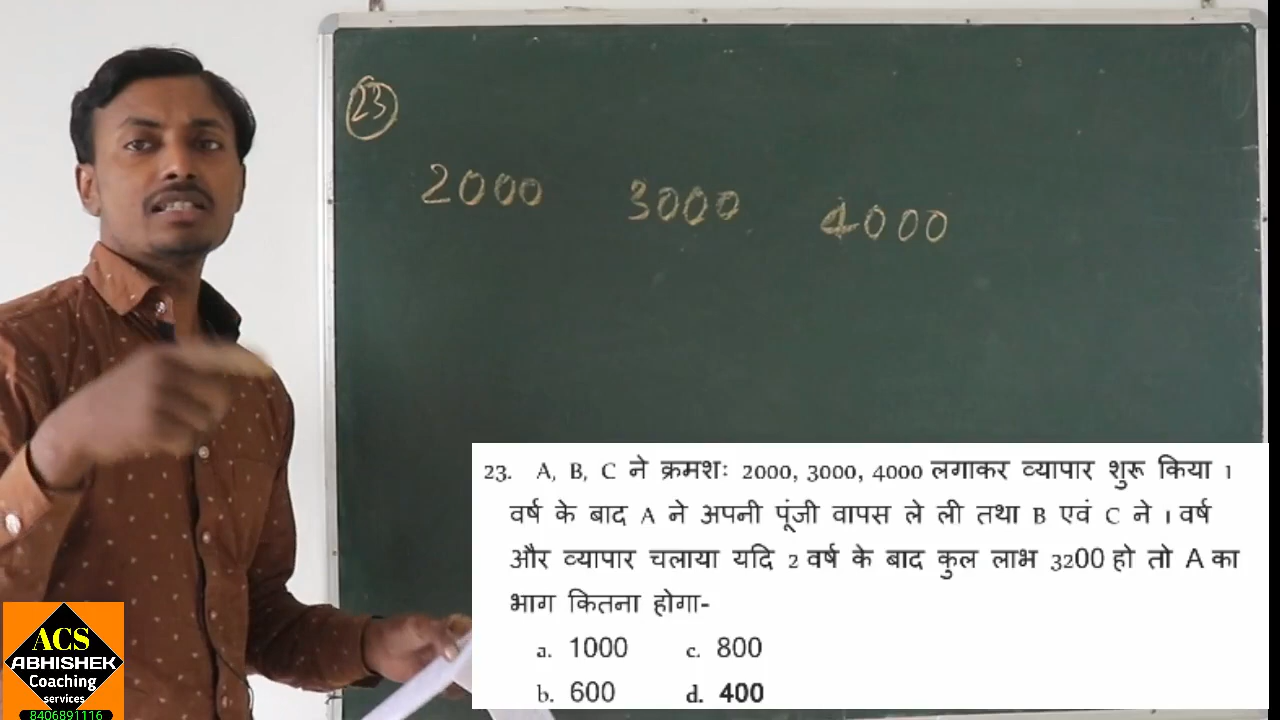 23
2000 3000 4000
23. A, B, C ने क्रमशः 2000, 3000, 4000 लगाकर व्यापार शुरू किया 1
वर्ष के बाद A ने अपनी पूंजी वापस ले ली तथा B एवं C ने 1 वर्ष
और व्यापार चलाया यदि 2 वर्ष के बाद कुल लाभ 3200 हो तो A का
भाग कितना होगा-
a. 1000 c. 800
b. 600 d. 400
ACS
ABHISHEK
Coaching
services
8406891116